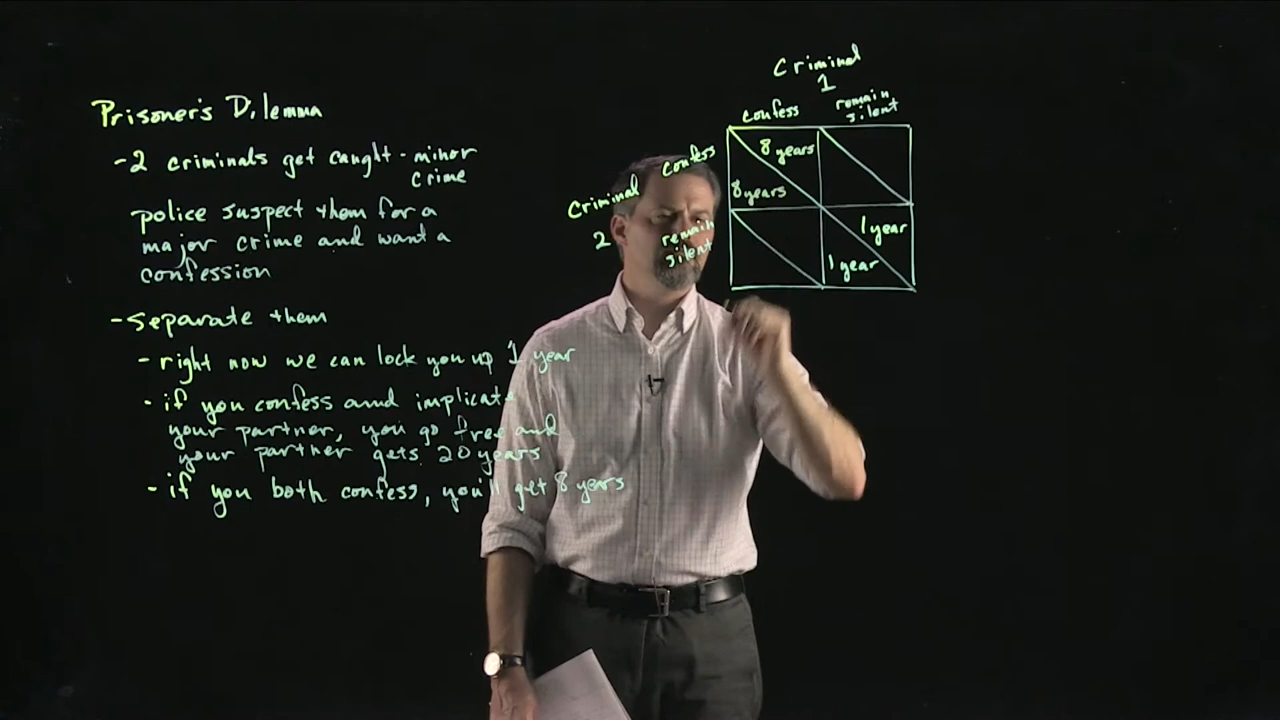 Prisoner's Dilemma
- 2 criminals get caught - minor
crime
police suspect them for a
major crime and want a
confession
- Separate them
- right now we can lock you up 1 year
- if you confess and implicate
your partner, you go free and
your partner gets 20 years
- if you both confess, you'll get 8 years
Criminal
1
confess
remain
silent
Criminal
2
confess
remain
silent
8 years
8 years
1 year
1 year